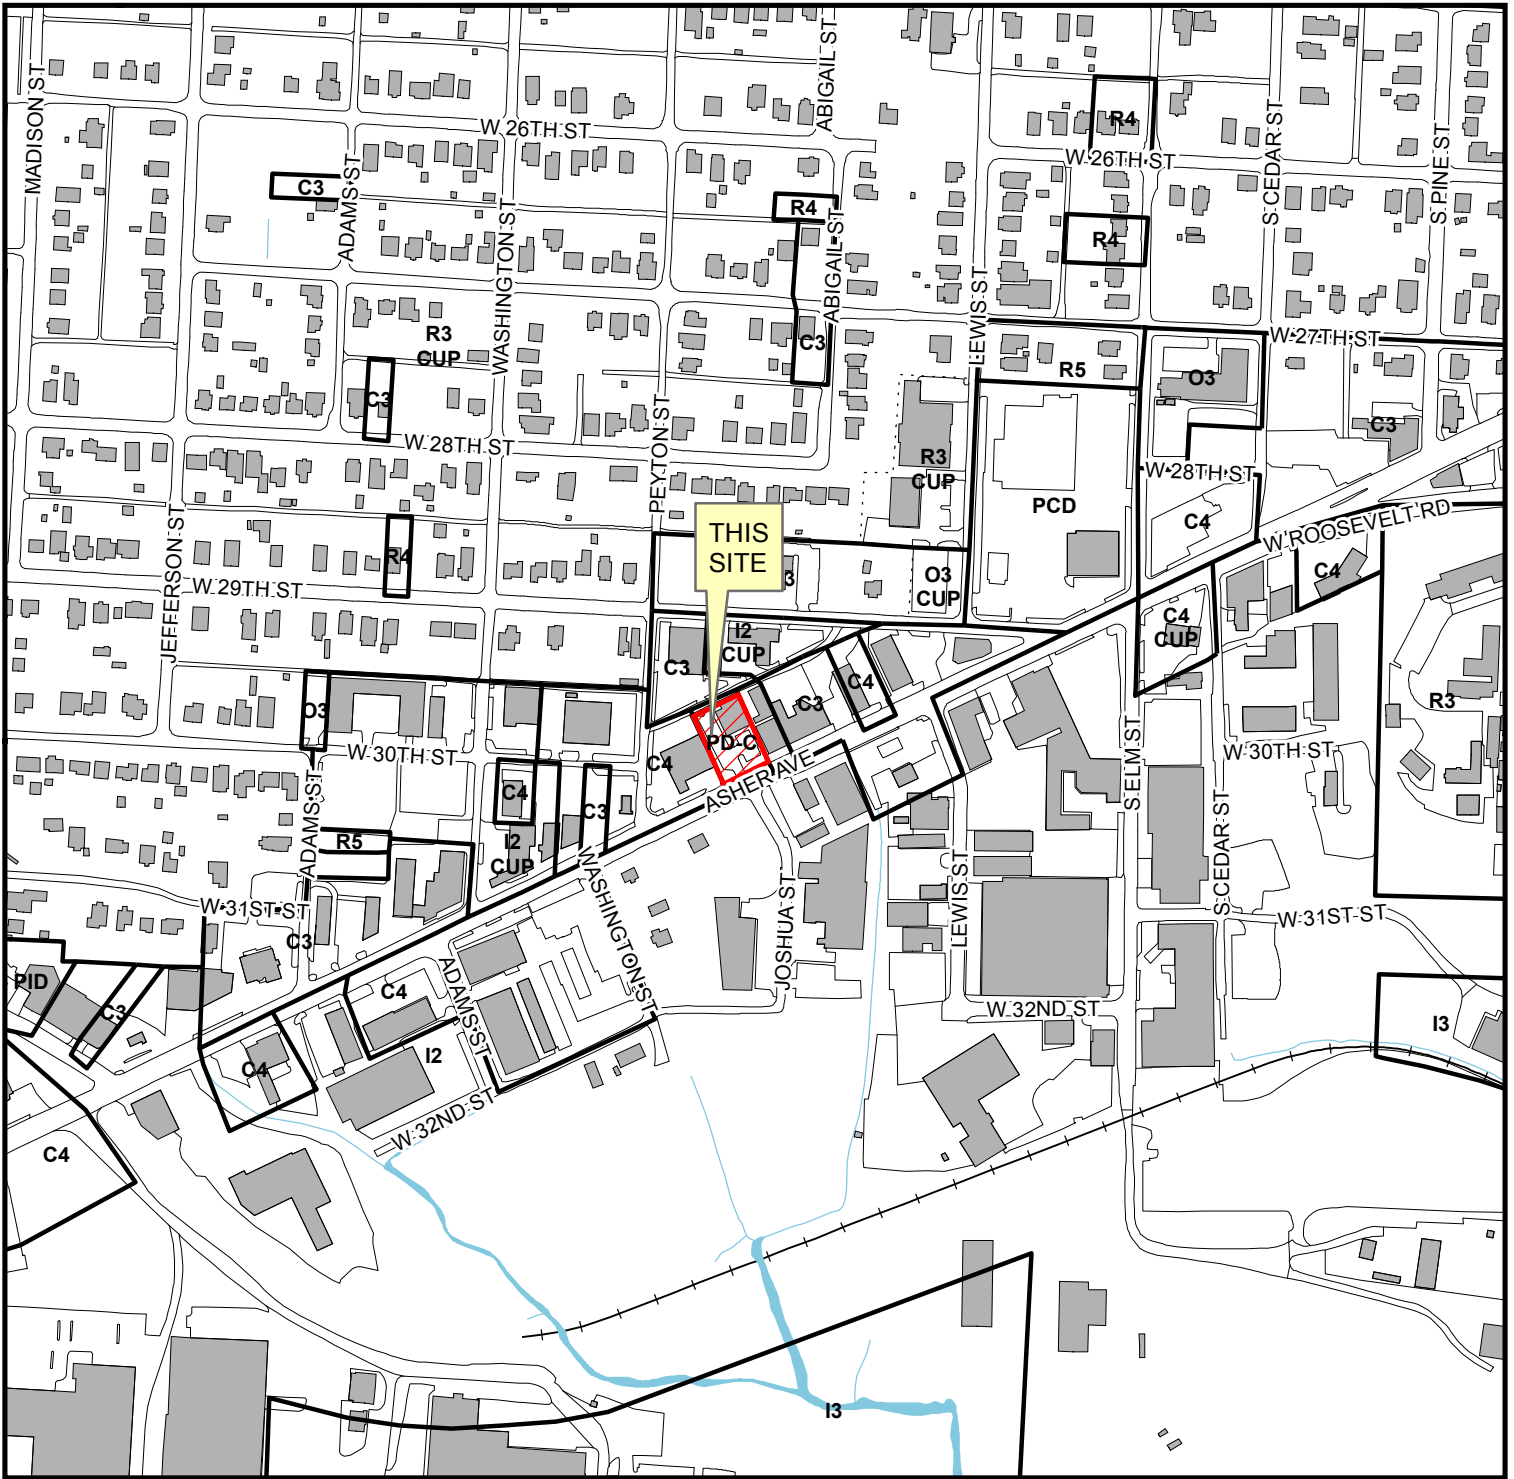 MADISON ST
ABIGAIL ST
W 26TH ST
R4
W 26TH ST
S CEDAR ST
S PINE ST
C3
ADAMS ST
WASHINGTON ST
R4
ABIGAIL ST
R4
LEWIS ST
R3
CUP
C3
W 27TH ST
R5
O3
C3
PEYTON ST
C3
W 28TH ST
R3
CUP
W 28TH ST
PCD
C4
W ROOSEVELT RD
JEFFERSON ST
R4
W 29TH ST
THIS
SITE
3
O3
CUP
C4
C4
CUP
I2
CUP
C3
C4
C3
R3
O3
W 30TH ST
C4
PD-C
ASHER AVE
S ELM ST
W 30TH ST
C4
C3
ADAMS ST
R5
I2
CUP
WASHINGTON ST
JOSHUA ST
LEWIS ST
S CEDAR ST
W 31ST ST
W 31ST ST
C3
PID
C3
C4
ADAMS ST
W 32ND ST
I3
I2
C4
W 32ND ST
C4
I3